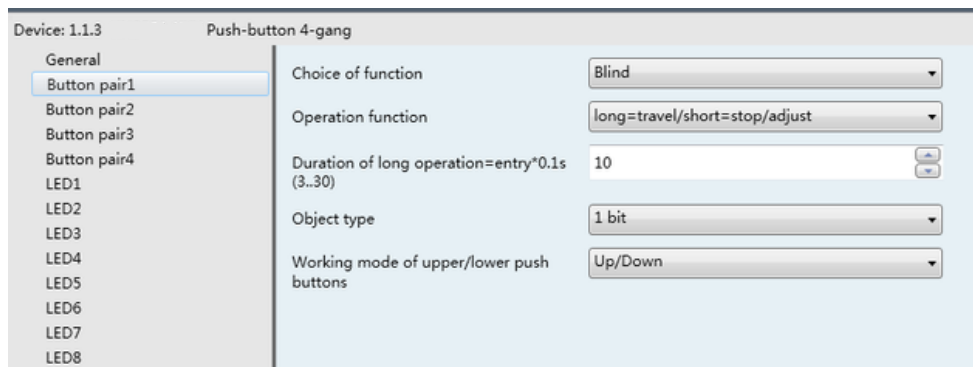 Device: 1.1.3 Push-button 4-gang
General
Button pair1
Button pair2
Button pair3
Button pair4
LED1
LED2
LED3
LED4
LED5
LED6
LED7
LED8
Choice of function Blind
Operation function long=travel/short=stop/adjust
Duration of long operation=entry*0.1s 10
(3..30)
Object type 1 bit
Working mode of upper/lower push Up/Down
buttons